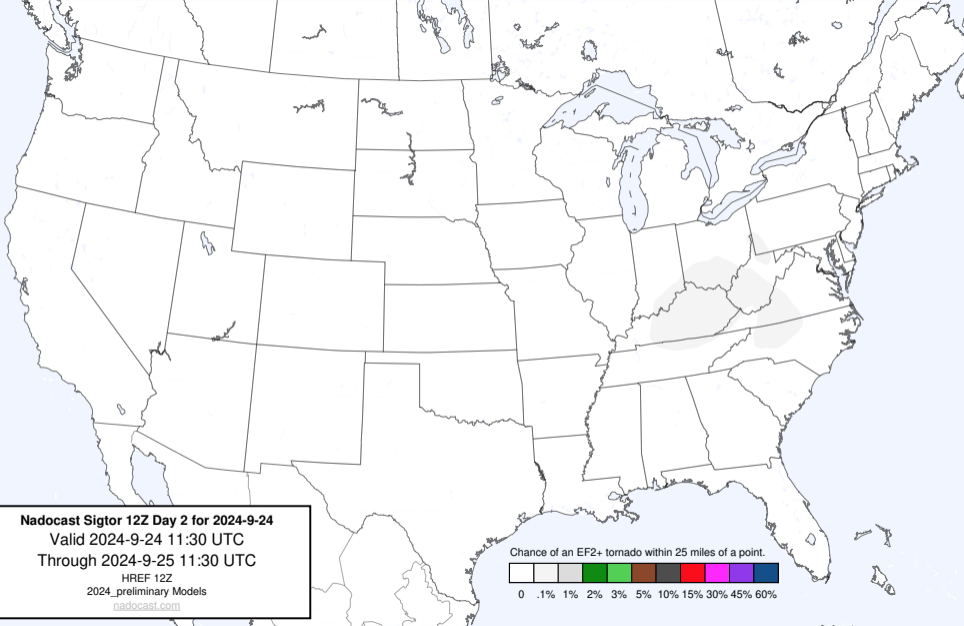 Nadocast Sigtor 12Z Day 2 for 2024-9-24
Valid 2024-9-24 11:30 UTC
Through 2024-9-25 11:30 UTC
HREF 12Z
2024_preliminary Models
nadocast.com
Chance of an EF2+ tornado within 25 miles of a point.
0 .1% 1% 2% 3% 5% 10% 15% 30% 45% 60%